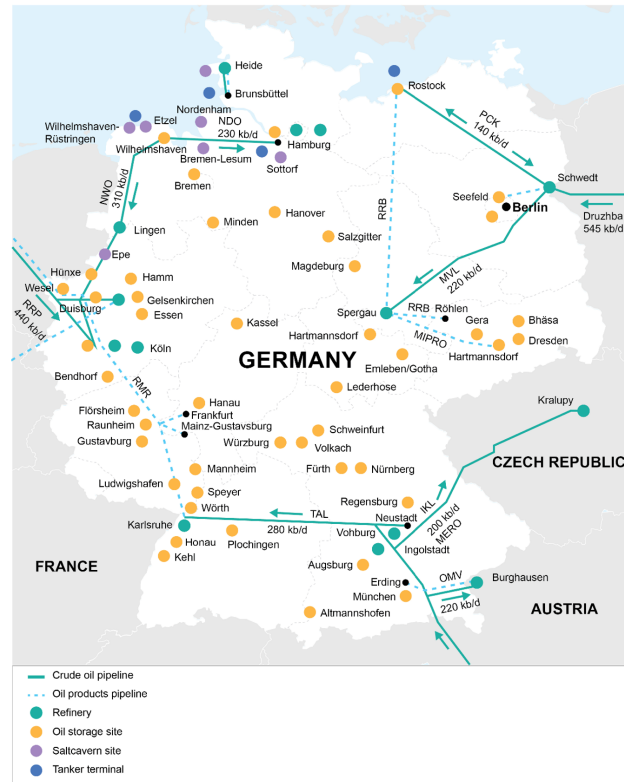 Heide
Brunsbüttel
Rostock
Nordenham
Etzel
Wilhelmshaven-
Rüstringen
NDO
230 kb/d
Wilhelmshaven
Hamburg
Bremen-Lesum
Sottorf
Bremen
PCK
140 kb/d
Schwedt
Seefeld
Berlin
Druzhba
545 kb/d
NWO
310 kb/d
Lingen
Minden
Hanover
Salzgitter
RRB
Magdeburg
MVL
220 kb/d
Epe
Hünxe
Hamm
Wesel
Gelsenkirchen
Duisburg
Essen
RRP
440 kb/d
Köln
Kassel
Spergau
RRB
Röhlen
MIPRO
Gera
Bhäsa
Dresden
Hartmannsdorf
Hartmannsdorf
GERMANY
Emleben/Gotha
Lederhose
Bendhorf
RMR
Hanau
Frankfurt
Mainz-Gustavsburg
Flörsheim
Raunheim
Gustavburg
Schweinfurt
Würzburg
Volkach
Kralupy
CZECH REPUBLIC
Mannheim
Fürth
Nürnberg
Ludwigshafen
Speyer
Wörth
Regensburg
IKL
200 kb/d
MERO
Karlsruhe
TAL
280 kb/d
Neustadt
Vohburg
Ingolstadt
Plochingen
Honau
Kehl
FRANCE
Augsburg
Erding
OMV
Burghausen
220 kb/d
München
Altmannshofen
AUSTRIA
Crude oil pipeline
Oil products pipeline
Refinery
Oil storage site
Saltcavern site
Tanker terminal